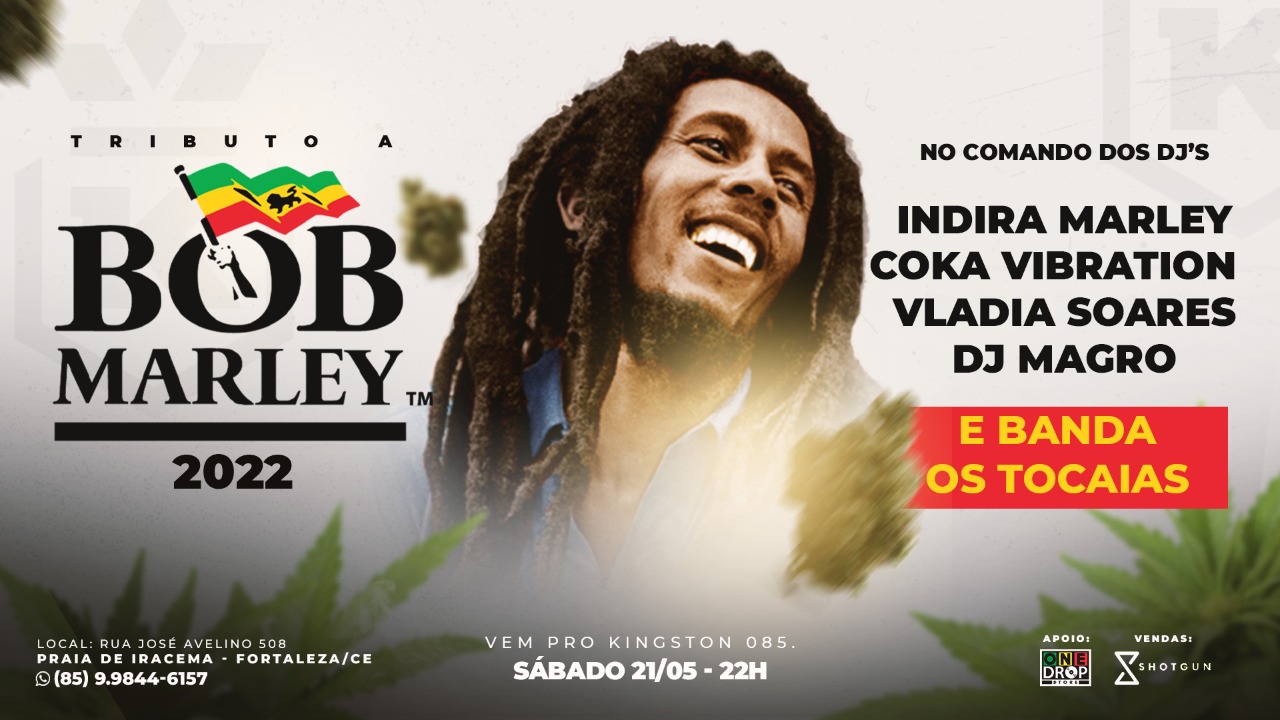 TRIBUTO A
BOB
MARLEY TM
2022
NO COMANDO DOS DJ'S
INDIRA MARLEY
COKA VIBRATION
VLADIA SOARES
DJ MAGRO
E BANDA
OS TOCAIAS
LOCAL: RUA JOSÉ AVELINO 508
PRAIA DE IRACEMA - FORTALEZA/CE
(85) 9.9844-6157
VEM PRO KINGSTON 085.
SÁBADO 21/05 - 22H
APOIO:
ONE
DROP
STORE
VENDAS:
SHOTGUN